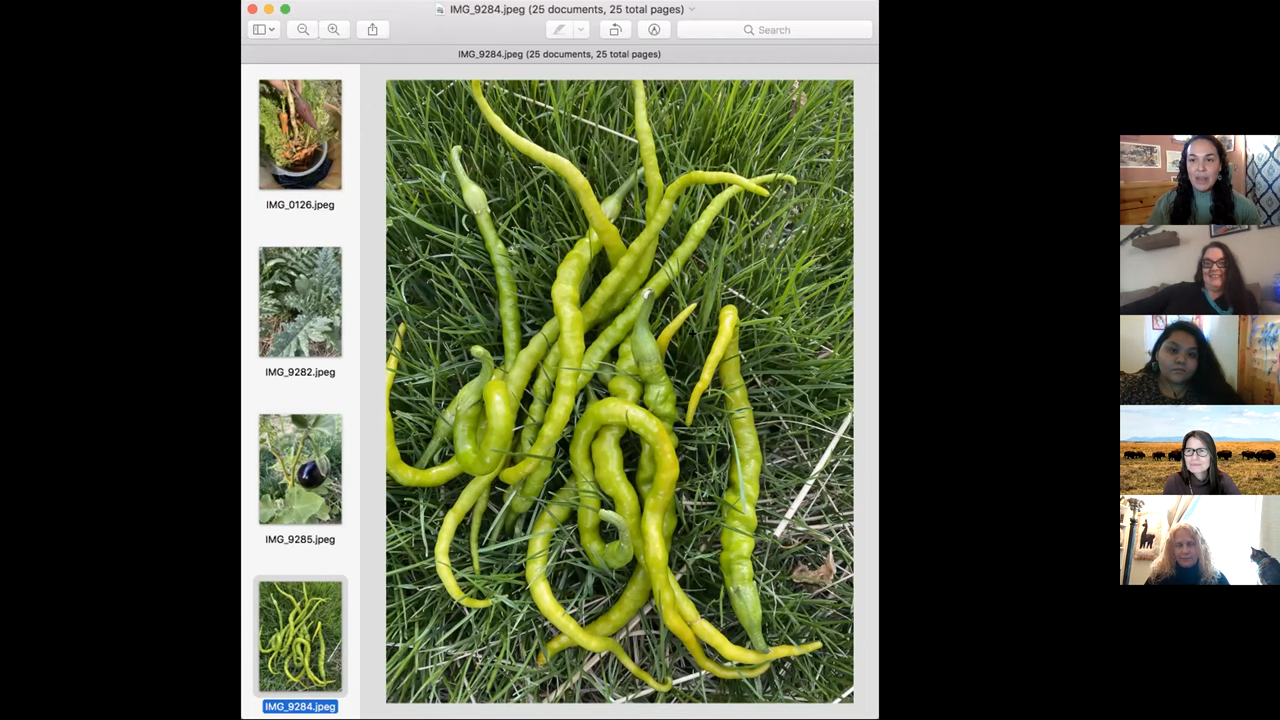 IMG_9284.jpeg (25 documents, 25 total pages)
Search
IMG_9284.jpeg (25 documents, 25 total pages)
IMG_0126.jpeg
IMG_9282.jpeg
IMG_9285.jpeg
IMG_9284.jpeg